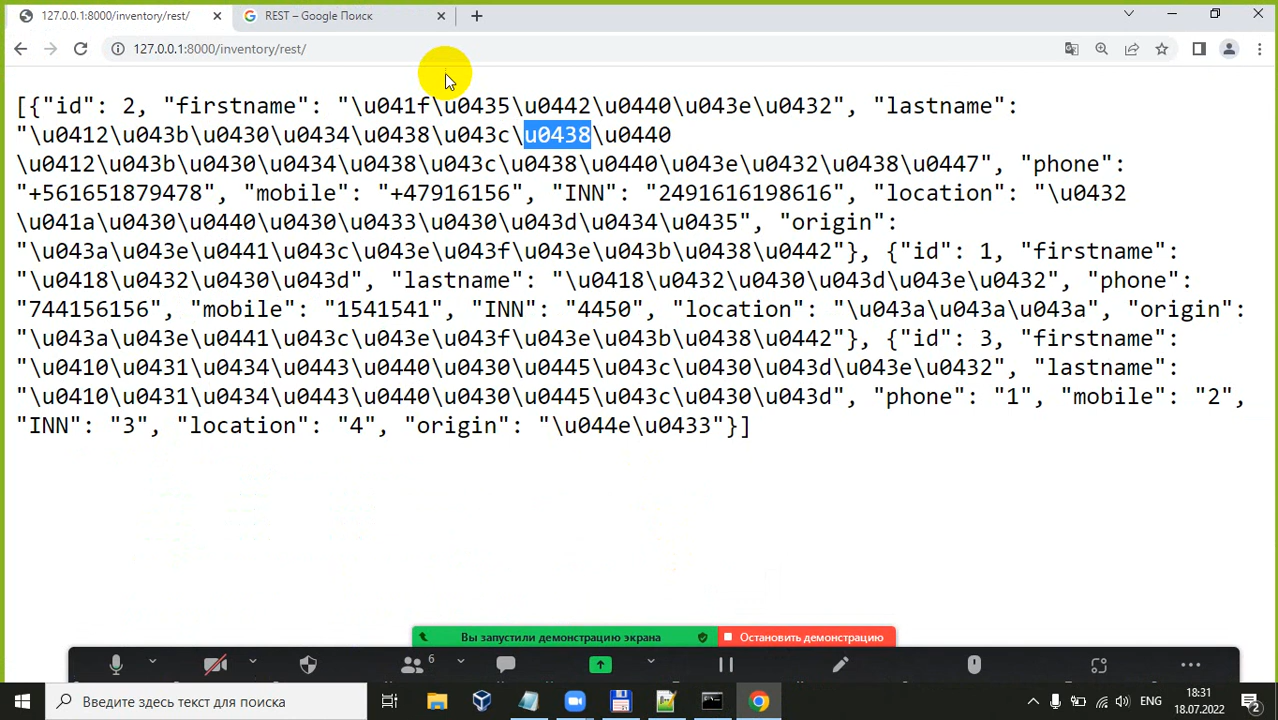 127.0.0.1:8000/inventory/rest/
REST – Google Поиск
127.0.0.1:8000/inventory/rest/
[{"id": 2, "firstname": "\u041f\u0435\u0442\u0440\u043e\u0432", "lastname":
"\u0412\u043b\u0430\u0434\u0438\u043c\u0438\u0440
\u0412\u043b\u0430\u0434\u0438\u043c\u0438\u0440\u043e\u0432\u0438\u0447", "phone":
"+561651879478", "mobile": "+47916156", "INN": "2491616198616", "location": "\u0432
\u041a\u0430\u0440\u0430\u0433\u0430\u043d\u0434\u0435", "origin":
"\u043a\u043e\u0441\u043c\u043e\u043f\u043e\u043b\u0438\u0442"}, {"id": 1, "firstname":
"\u0418\u0432\u0430\u043d", "lastname": "\u0418\u0432\u0430\u043d\u043e\u0432", "phone":
"744156156", "mobile": "1541541", "INN": "4450", "location": "\u043a\u043a\u043a", "origin":
"\u043a\u043e\u0441\u043c\u043e\u043f\u043e\u043b\u0438\u0442"}, {"id": 3, "firstname":
"\u0410\u0431\u0434\u0443\u0440\u0430\u0445\u043c\u0430\u043d\u043e\u0432", "lastname":
"\u0410\u0431\u0434\u0443\u0440\u0430\u0445\u043c\u0430\u043d", "phone": "1", "mobile": "2",
"INN": "3", "location": "4", "origin": "\u044e\u0433"}]
Вы запустили демонстрацию экрана
Остановить демонстрацию
6
Введите здесь текст для поиска
ENG
18:31
18.07.2022
2